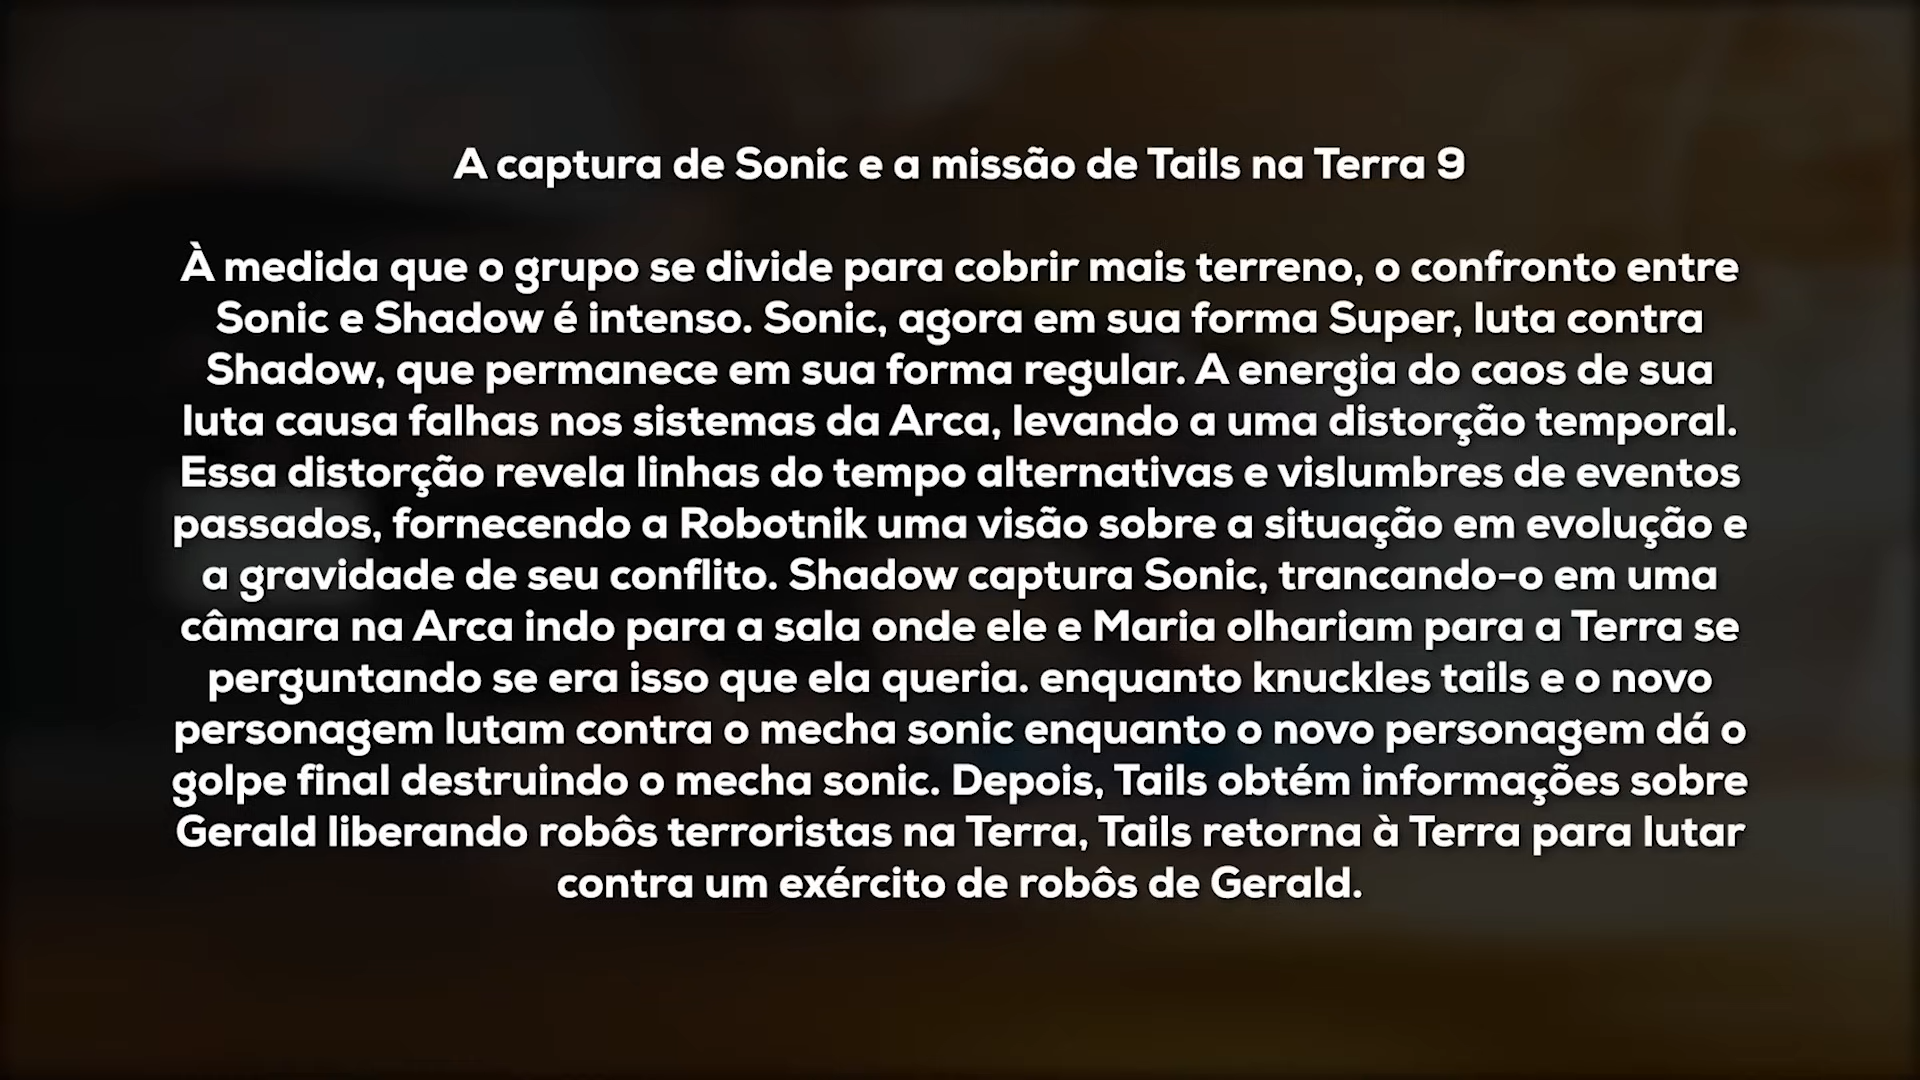 A captura de Sonic e a missão de Tails na Terra 9
À medida que o grupo se divide para cobrir mais terreno, o confronto entre
Sonic e Shadow é intenso. Sonic, agora em sua forma Super, luta contra
Shadow, que permanece em sua forma regular. A energia do caos de sua
luta causa falhas nos sistemas da Arca, levando a uma distorção temporal.
Essa distorção revela linhas do tempo alternativas e vislumbres de eventos
passados, fornecendo a Robotnik uma visão sobre a situação em evolução e
a gravidade de seu conflito. Shadow captura Sonic, trancando-o em uma
câmara na Arca indo para a sala onde ele e Maria olhariam para a Terra se
perguntando se era isso que ela queria. enquanto knuckles tails e o novo
personagem lutam contra o mecha sonic enquanto o novo personagem dá o
golpe final destruindo o mecha sonic. Depois, Tails obtém informações sobre
Gerald liberando robôs terroristas na Terra, Tails retorna à Terra para lutar
contra um exército de robôs de Gerald.